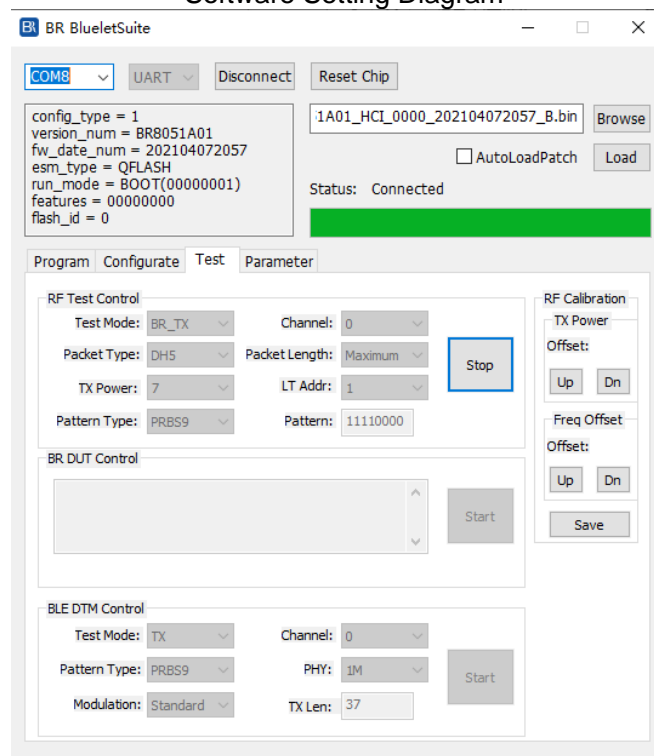 Software Setting Diagram
BR BR BlueletSuite
COM8 UART Disconnect Reset Chip
config_type = 1
version_num = BR8051A01
fw_date_num = 202104072057
esm_type = QFLASH
run_mode = BOOT(00000001)
features = 00000000
flash_id = 0
1A01_HCI_0000_202104072057_B.bin Browse
AutoLoadPatch Load
Status: Connected
Program Configurate Test Parameter
RF Test Control
Test Mode: BR_TX Channel: 0
Packet Type: DH5 Packet Length: Maximum
TX Power: 7 LT Addr: 1
Pattern Type: PRBS9 Pattern: 11110000
Stop
RF Calibration
TX Power
Offset:
Up Dn
Freq Offset
Offset:
Up Dn
Save
BR DUT Control
Start
BLE DTM Control
Test Mode: TX Channel: 0
Pattern Type: PRBS9 PHY: 1M
Modulation: Standard TX Len: 37
Start